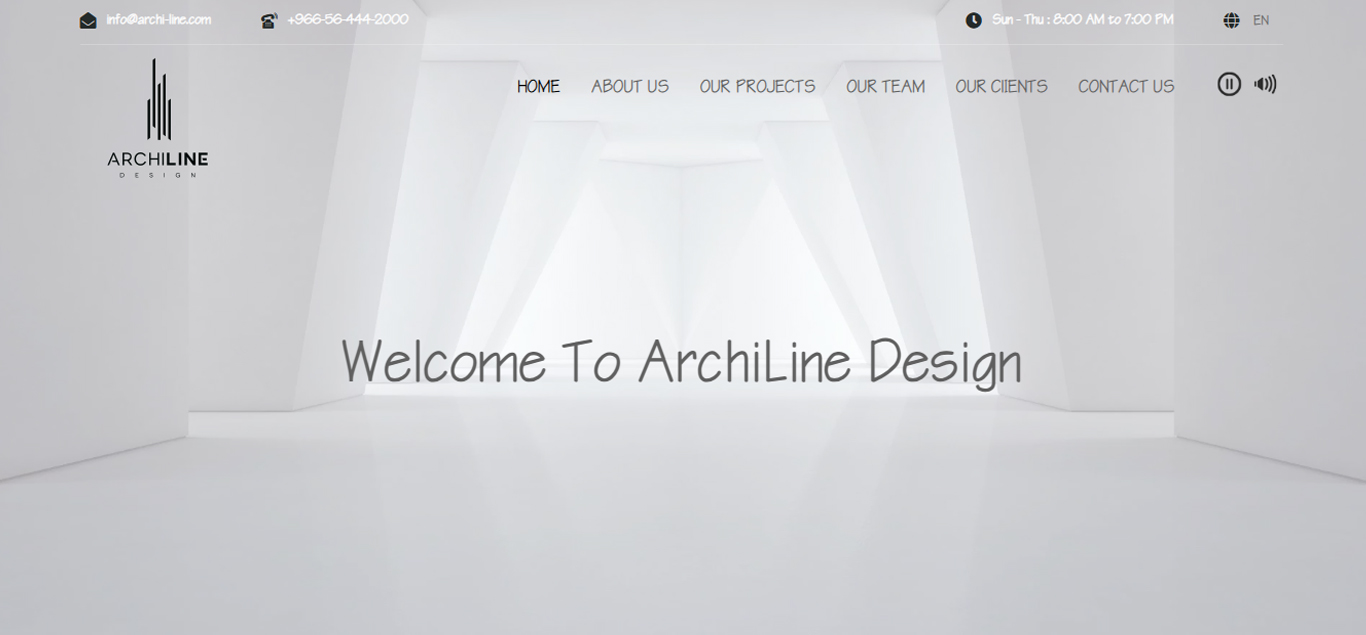 info@archi-line.com +966-56-444-2000 Sun - Thu : 8:00 AM to 7:00 PM EN
HOME ABOUT US OUR PROJECTS OUR TEAM OUR ClIENTS CONTACT US
ARCHILINE
DESIGN
Welcome To ArchiLine Design